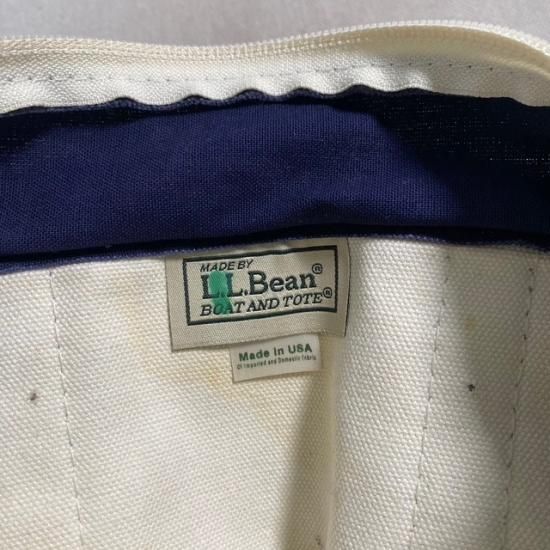 MADE BY
L.L.Bean®
BOAT AND TOTE®
Made in USA
Of Imported and Domestic Fabric